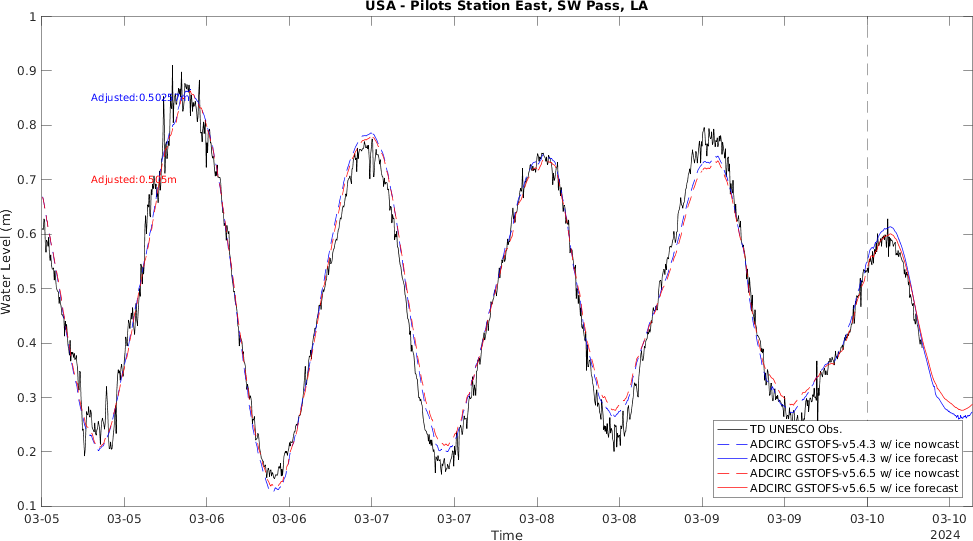 USA - Pilots Station East, SW Pass, LA
1
0.9
0.8
0.7
0.6
0.5
0.4
0.3
0.2
0.1
Water Level (m)
Adjusted:0.505m
TD UNESCO Obs.
ADCIRC GSTOFS-v5.4.3 w/ ice nowcast
ADCIRC GSTOFS-v5.4.3 w/ ice forecast
ADCIRC GSTOFS-v5.6.5 w/ ice nowcast
ADCIRC GSTOFS-v5.6.5 w/ ice forecast
03-05 03-05 03-06 03-06 03-07 03-07 03-08 03-08 03-09 03-09 03-10 03-10
2024
Time